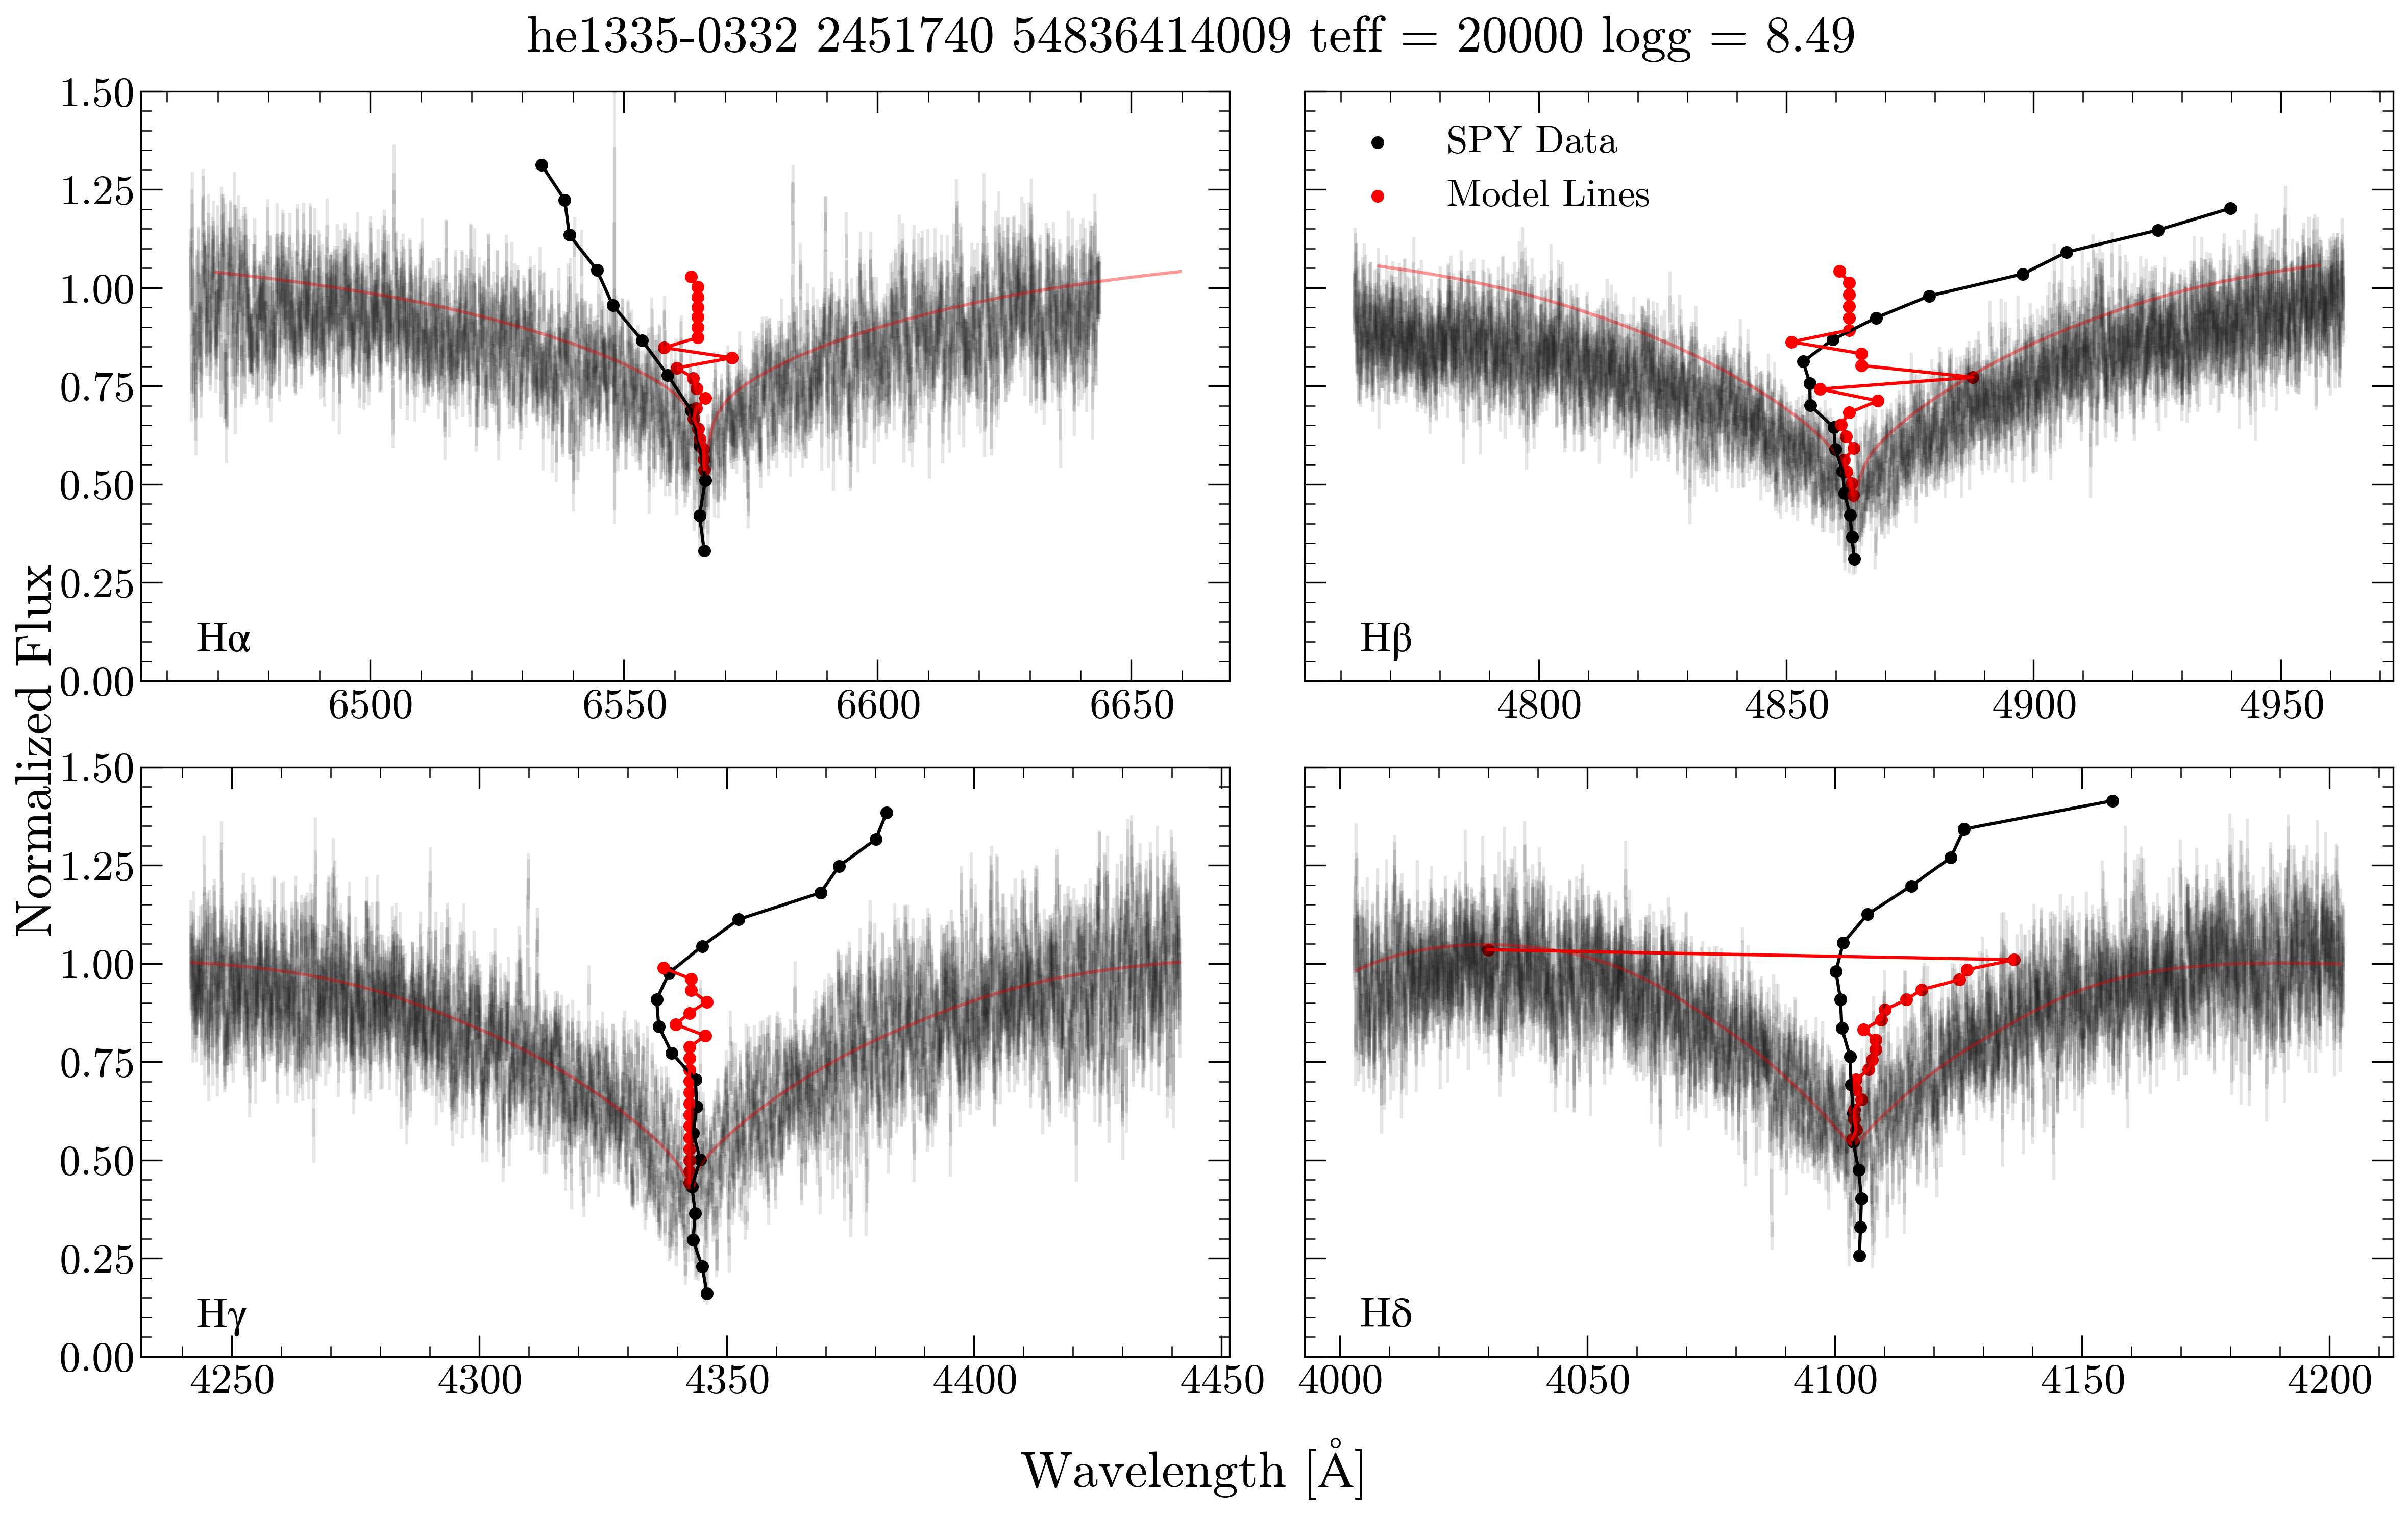 he1335-0332 2451740 54836414009 teff = 20000 logg = 8.49
Normalized Flux
1.50
1.25
1.00
0.75
0.50
0.25
0.00
Hα
6500 6550 6600 6650
SPY Data
Model Lines
Hβ
4800 4850 4900 4950
1.50
1.25
1.00
0.75
0.50
0.25
0.00
Hγ
4250 4300 4350 4400 4450
Hδ
4000 4050 4100 4150 4200
Wavelength [Å]